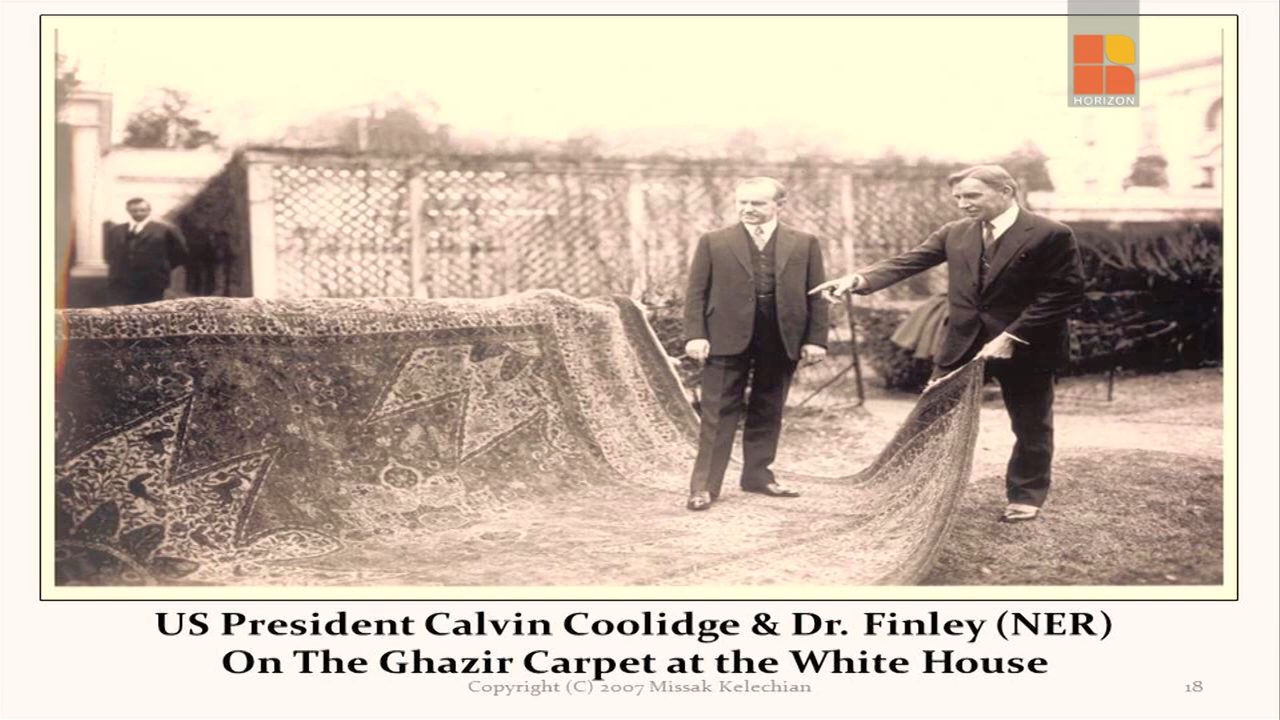 HORIZON
US President Calvin Coolidge & Dr. Finley (NER)
On The Ghazir Carpet at the White House
Copyright (C) 2007 Missak Kelechian
18